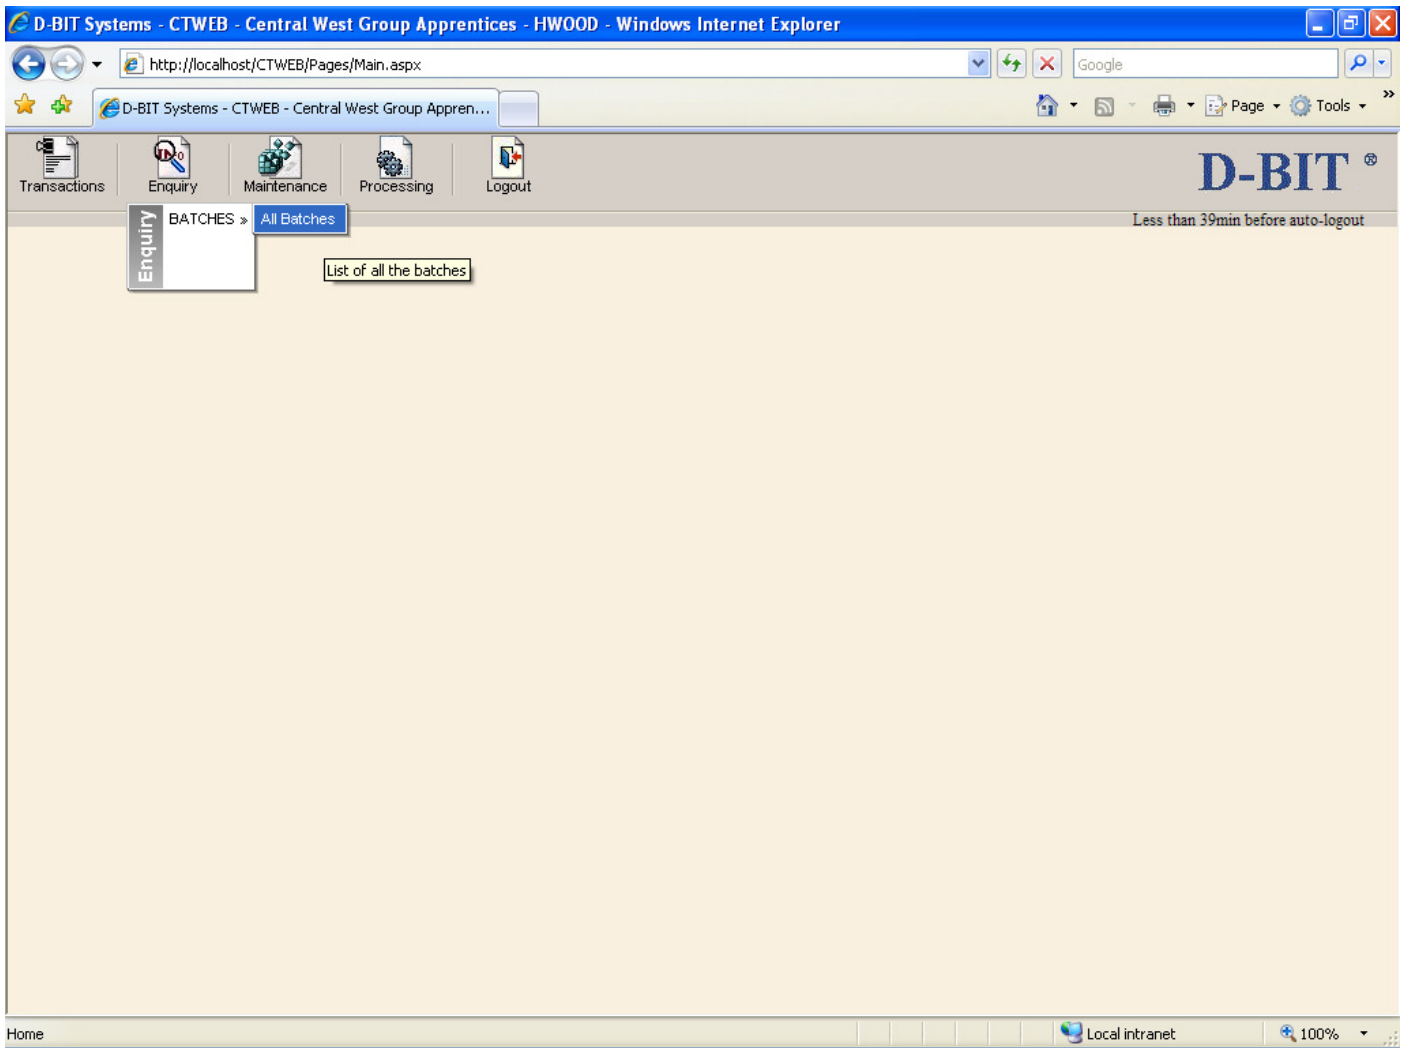 D-BIT Systems - CTWEB - Central West Group Apprentices - HWOOD - Windows Internet Explorer
http://localhost/CTWEB/Pages/Main.aspx
Google
D-BIT Systems - CTWEB - Central West Group Appren...
Page
Tools
»
Transactions
Enquiry
Maintenance
Processing
Logout
D-BIT ®
Less than 39min before auto-logout
Enquiry
BATCHES »
All Batches
List of all the batches
Home
Local intranet
100%